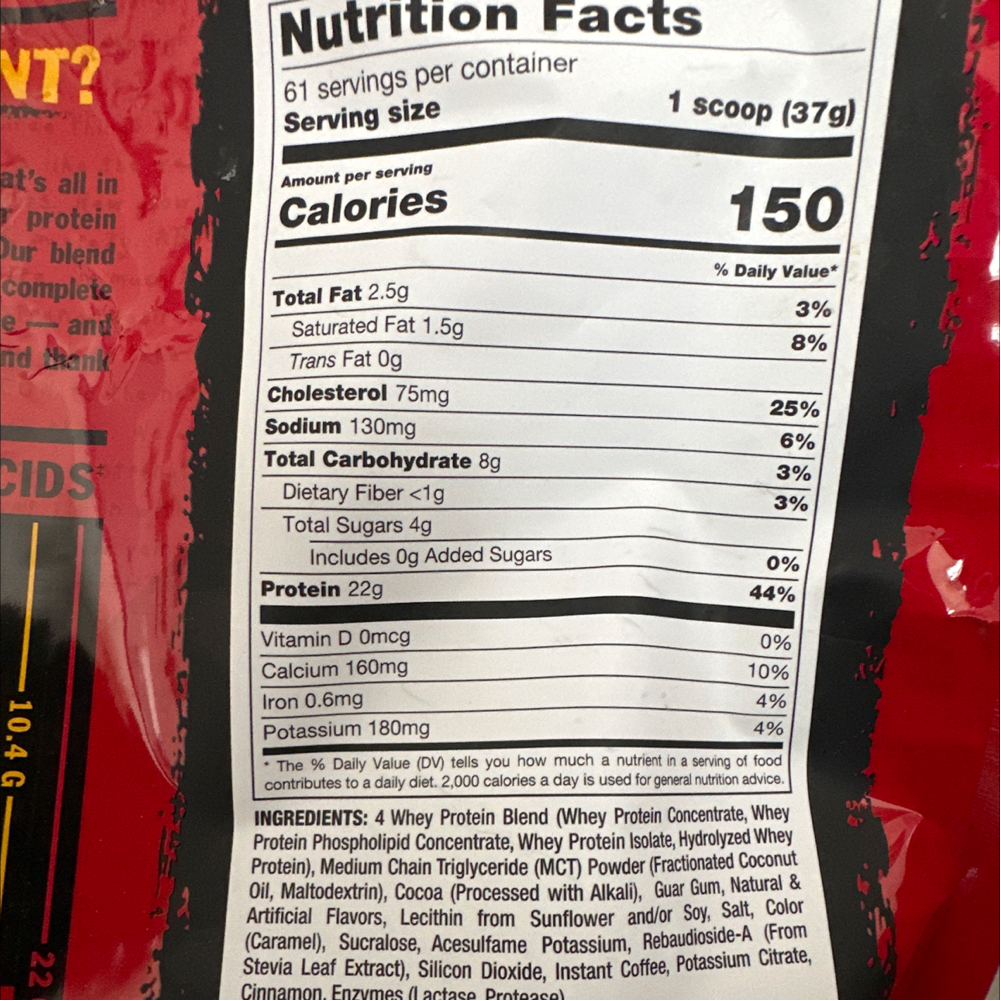 NT?
at's all in
protein
Our blend
complete
e — and
nd thank
CIDS‡
10.4 G
22
Nutrition Facts
61 servings per container
Serving size 1 scoop (37g)
Amount per serving
Calories 150
% Daily Value*
Total Fat 2.5g 3%
Saturated Fat 1.5g 8%
Trans Fat 0g
Cholesterol 75mg 25%
Sodium 130mg 6%
Total Carbohydrate 8g 3%
Dietary Fiber <1g 3%
Total Sugars 4g
Includes 0g Added Sugars 0%
Protein 22g 44%
Vitamin D 0mcg 0%
Calcium 160mg 10%
Iron 0.6mg 4%
Potassium 180mg 4%
* The % Daily Value (DV) tells you how much a nutrient in a serving of food
contributes to a daily diet. 2,000 calories a day is used for general nutrition advice.
INGREDIENTS: 4 Whey Protein Blend (Whey Protein Concentrate, Whey
Protein Phospholipid Concentrate, Whey Protein Isolate, Hydrolyzed Whey
Protein), Medium Chain Triglyceride (MCT) Powder (Fractionated Coconut
Oil, Maltodextrin), Cocoa (Processed with Alkali), Guar Gum, Natural &
Artificial Flavors, Lecithin from Sunflower and/or Soy, Salt, Color
(Caramel), Sucralose, Acesulfame Potassium, Rebaudioside-A (From
Stevia Leaf Extract), Silicon Dioxide, Instant Coffee, Potassium Citrate,
Cinnamon, Enzymes (Lactase, Protease)